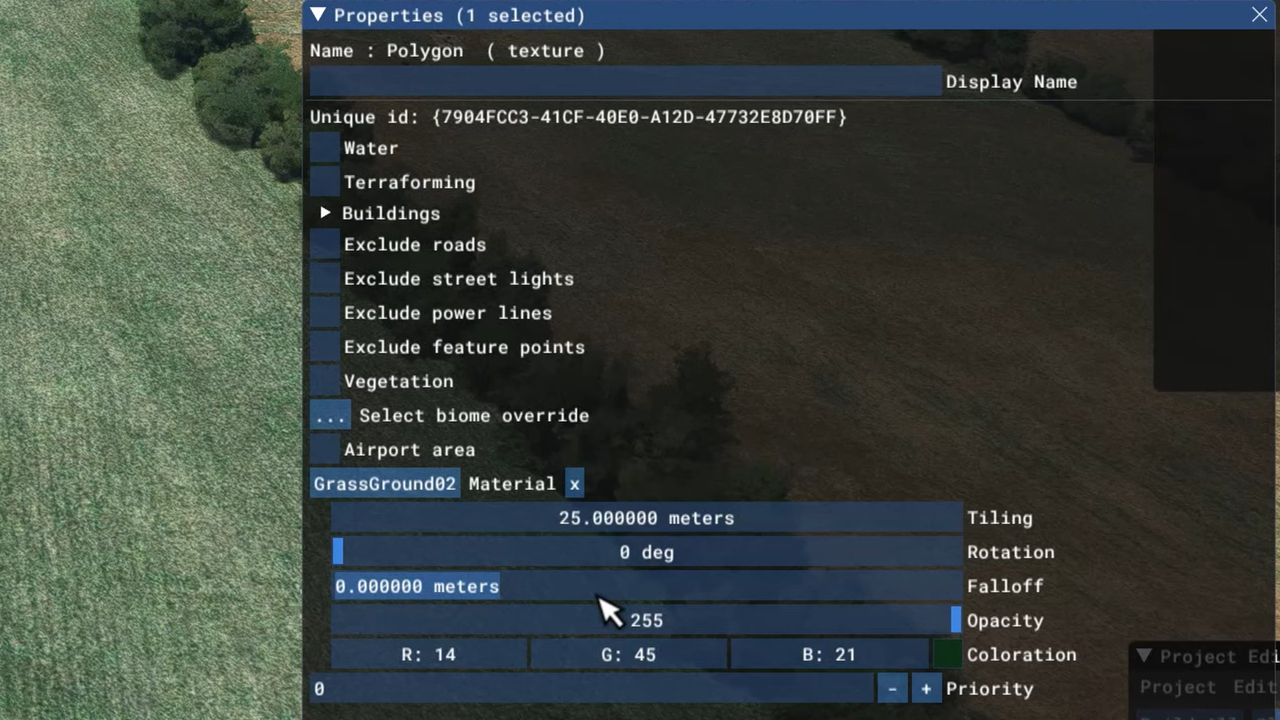 Properties (1 selected)
Name : Polygon ( texture )
Display Name
Unique id: {7904FCC3-41CF-40E0-A12D-47732E8D70FF}
Water
Terraforming
Buildings
Exclude roads
Exclude street lights
Exclude power lines
Exclude feature points
Vegetation
... Select biome override
Airport area
GrassGround02 Material x
25.000000 meters Tiling
0 deg Rotation
0.000000 meters Falloff
255 Opacity
R: 14 G: 45 B: 21 Coloration
0 - + Priority
Project Edi
Project Edit